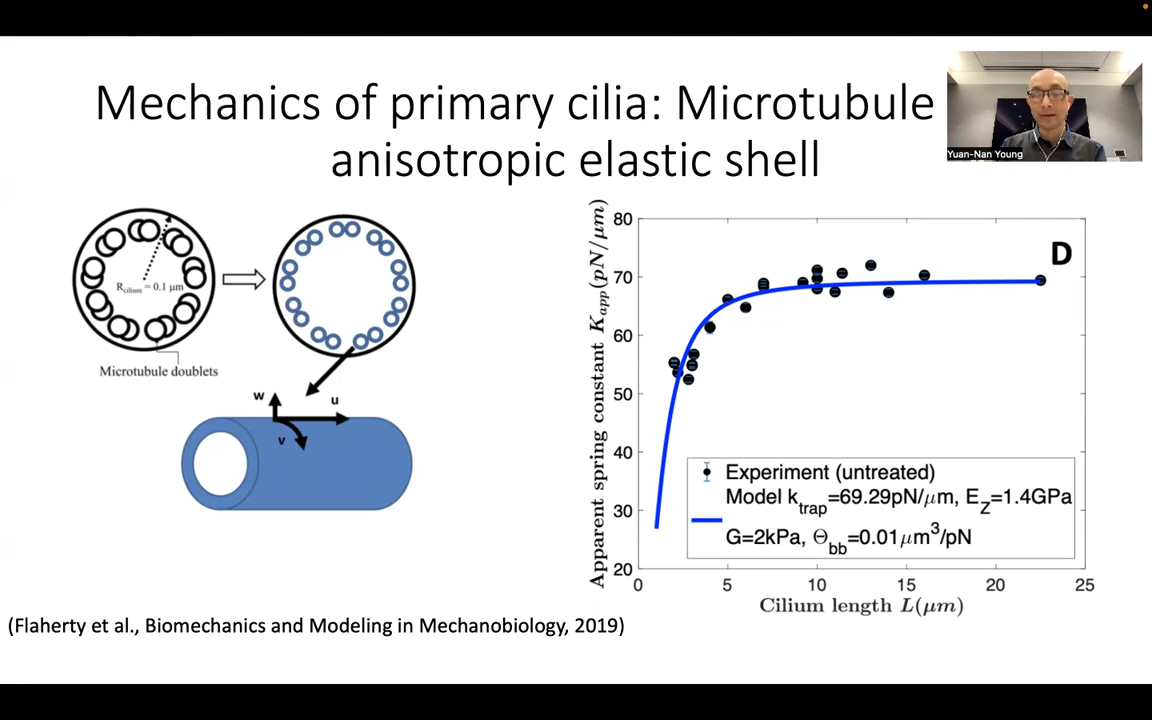 Mechanics of primary cilia: Microtubule
anisotropic elastic shell
Yuan-Nan Young
R_cilium = 0.1 μm
Microtubule doublets
w
u
v
Apparent spring constant K_app(pN/μm)
80
70
60
50
40
30
20
D
Experiment (untreated)
Model k_trap=69.29pN/μm, E_Z=1.4GPa
G=2kPa, Θ_bb=0.01μm^3/pN
0
5
10
15
20
25
Cilium length L(μm)
(Flaherty et al., Biomechanics and Modeling in Mechanobiology, 2019)